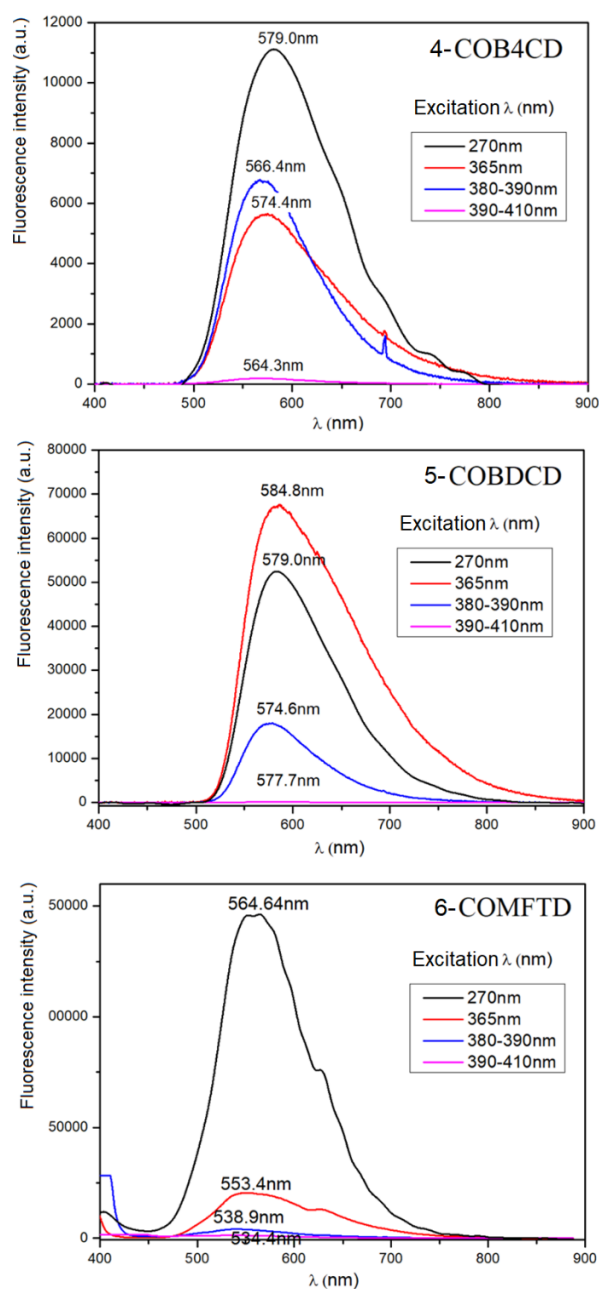 4-COB4CD
Fluorescence intensity (a.u.)
12000
10000
8000
6000
4000
2000
0
579.0nm
566.4nm
574.4nm
564.3nm
Excitation λ (nm)
270nm
365nm
380-390nm
390-410nm
400 500 600 700 800 900
λ (nm)
5-COBDCD
Fluorescence intensity (a.u.)
80000
70000
60000
50000
40000
30000
20000
10000
0
584.8nm
579.0nm
574.6nm
577.7nm
Excitation λ (nm)
270nm
365nm
380-390nm
390-410nm
400 500 600 700 800 900
λ (nm)
6-COMFTD
Fluorescence intensity (a.u.)
50000
00000
50000
0
564.64nm
553.4nm
538.9nm
534.4nm
Excitation λ (nm)
270nm
365nm
380-390nm
390-410nm
400 500 600 700 800 900
λ (nm)